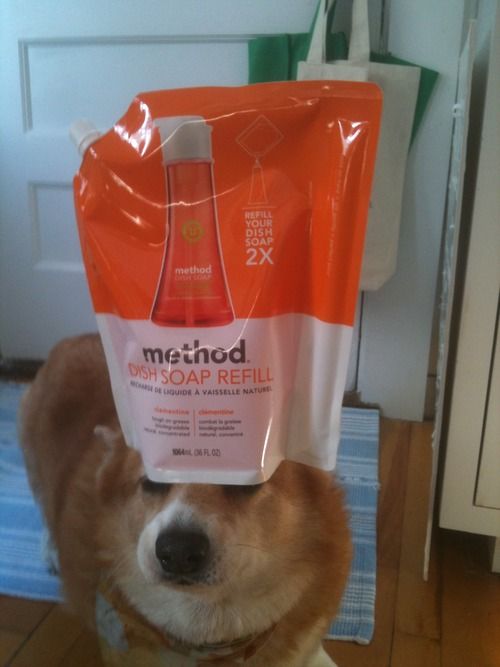 REFILL
YOUR
DISH
SOAP
2X
method
DISH SOAP
method.
DISH SOAP REFILL
RECHARGE DE LIQUIDE À VAISSELLE NATUREL
clementine
tough on grease
biodegradable
natural, concentrated
clémentine
combat la graisse
biodégradable
naturel, concentré
1064mL (36 FL OZ)